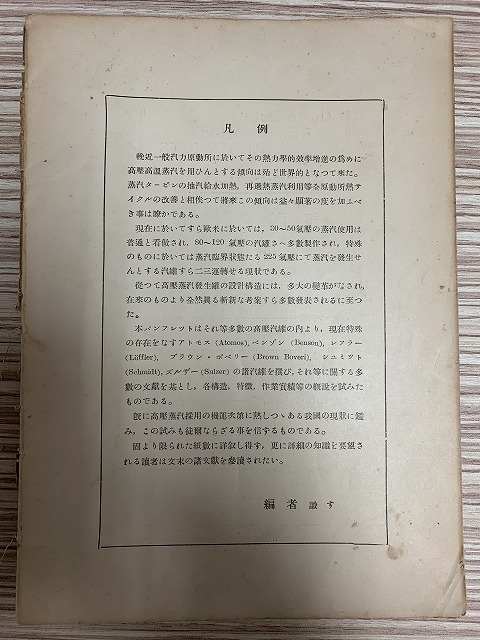 凡例
輓近一般汽力原動所に於いてその熱力學的效率增進の爲めに
高壓高溫蒸汽を用ひんとする傾向は殆ど世界的となつて來た。
蒸汽タービンの抽汽給水加熱，再過熱蒸汽利用等全原動所熱サ
イクルの改善と相俟つて將來この傾向は益々顯著の度を加ふべ
き事は瞭かである。
現在に於いてすら歐米に於いては，30〜50氣壓の蒸汽使用は
普通と看做され，80〜120 氣壓の汽罐さへ多數製作され，特殊
のものに於いては蒸汽臨界狀態たる 225 氣壓にて蒸汽を發生せ
んとする汽罐すら二三運轉せる現狀である。
從つて高壓蒸汽發生罐の設計構造には，多大の變革がなされ，
在來のものより全然異る斬新な考案すら多數發表されるに至つ
た。
本パンフレツトはそれ等多數の高壓汽罐の內より，現在特殊
の存在をなすアトモス (Atomos)，ベンゾン (Benson)，レフラー
(Löffler)，ブラウン・ボベリー (Brown Boveri)，シユミツト
(Schmidt)，ズルザー (Sulzer) の諸汽罐を撰び，それ等に關する多
數の文獻を基とし，各構造，特徵，作業實績等の槪說を試みた
ものである。
旣に高壓蒸汽採用の機運次第に熟しつゝある我國の現狀に鑑
み，この試みも徒爾ならざる事を信ずるものである。
固より限られた紙數に詳敍し得ず，更に詳細の知識を要望さ
れる讀者は文末の諸文獻を參讀されたい。
編者識す